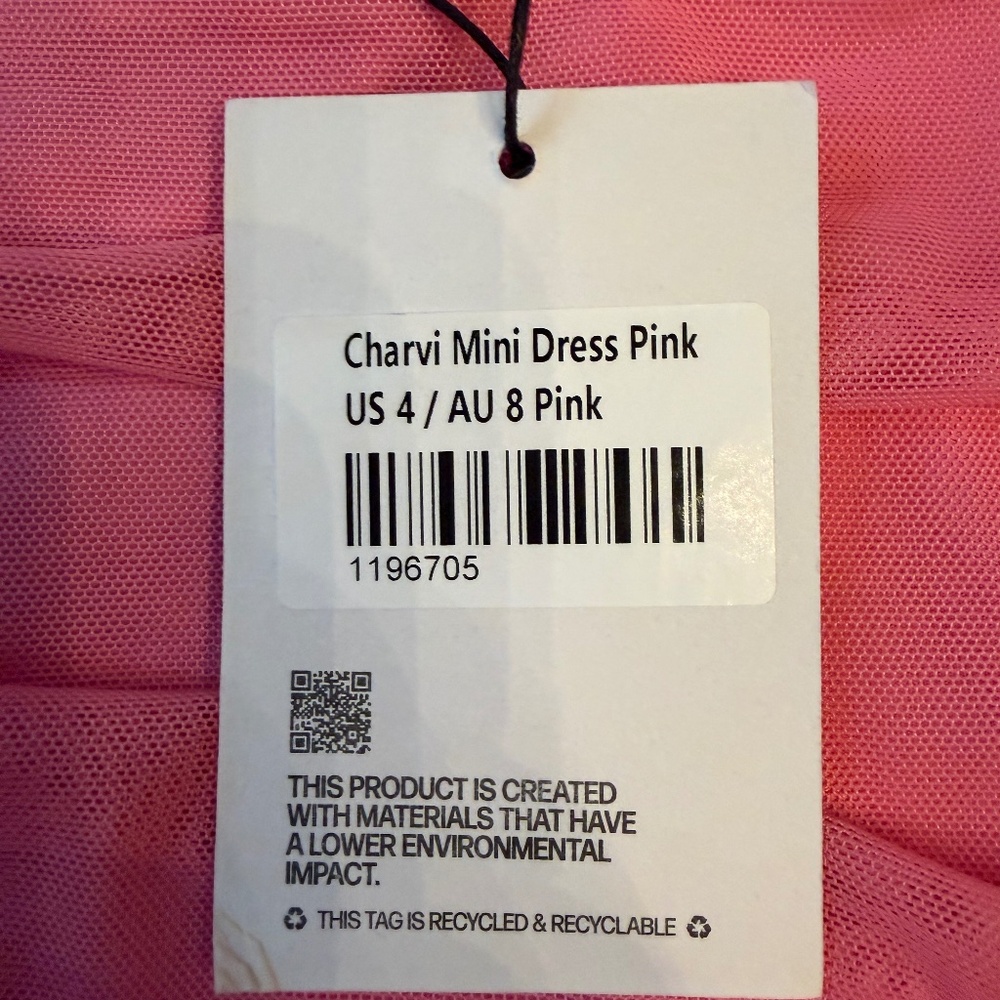 Charvi Mini Dress Pink
US 4 / AU 8 Pink
1196705
THIS PRODUCT IS CREATED
WITH MATERIALS THAT HAVE
A LOWER ENVIRONMENTAL
IMPACT.
THIS TAG IS RECYCLED & RECYCLABLE